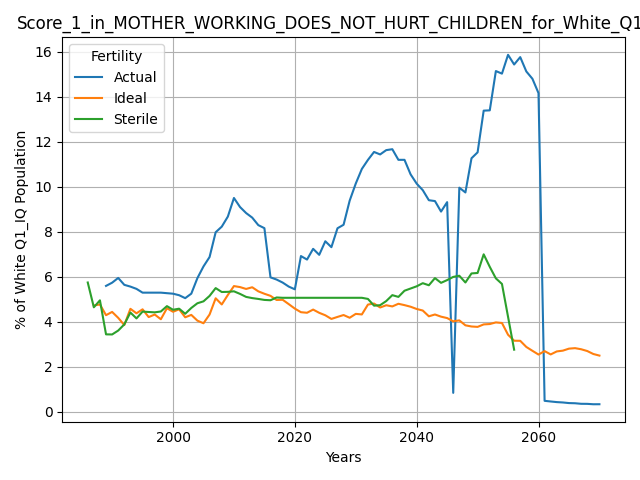 Score_1_in_MOTHER_WORKING_DOES_NOT_HURT_CHILDREN_for_White_Q1
Fertility
Actual
Ideal
Sterile
% of White Q1_IQ Population
16
14
12
10
8
6
4
2
0
2000 2020 2040 2060
Years